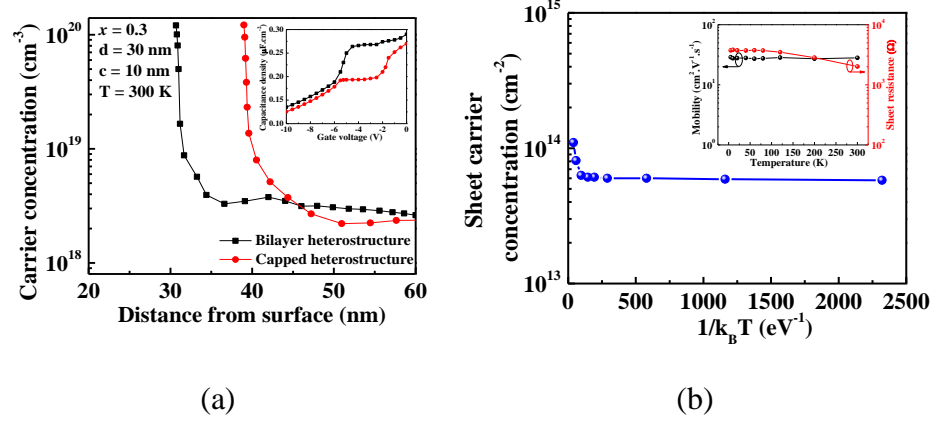 (a)
Carrier concentration (cm-3)
10^20
10^19
10^18
x = 0.3
d = 30 nm
c = 10 nm
T = 300 K
Capacitance density (µF.cm-2)
0.30
0.25
0.20
0.15
0.10
-10 -8 -6 -4 -2 0
Gate voltage (V)
Bilayer heterostructure
Capped heterostructure
20 30 40 50 60
Distance from surface (nm)
(a)
(b)
Sheet carrier
concentration (cm-2)
10^15
10^14
10^13
Mobility (cm2.V-1.s-1)
10^2
10^1
10^0
Sheet resistance (Ω)
10^4
10^3
10^2
0 50 100 150 200 250 300
Temperature (K)
0 500 1000 1500 2000 2500
1/kBT (eV-1)
(b)